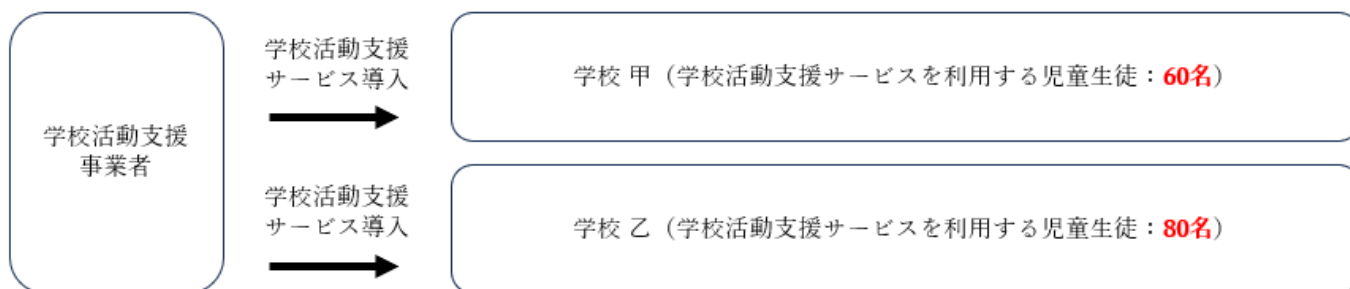 学校活動支援
事業者
学校活動支援
サービス導入
学校 甲（学校活動支援サービスを利用する児童生徒：60名）
学校活動支援
サービス導入
学校 乙（学校活動支援サービスを利用する児童生徒：80名）